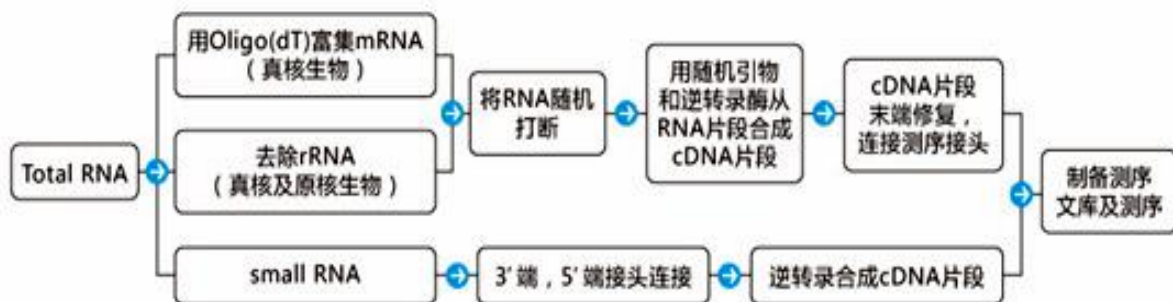 Total RNA
用Oligo(dT)富集mRNA
（真核生物）
去除rRNA
（真核及原核生物）
将RNA随机
打断
用随机引物
和逆转录酶从
RNA片段合成
cDNA片段
cDNA片段
末端修复，
连接测序接头
small RNA
3'端，5'端接头连接
逆转录合成cDNA片段
制备测序
文库及测序